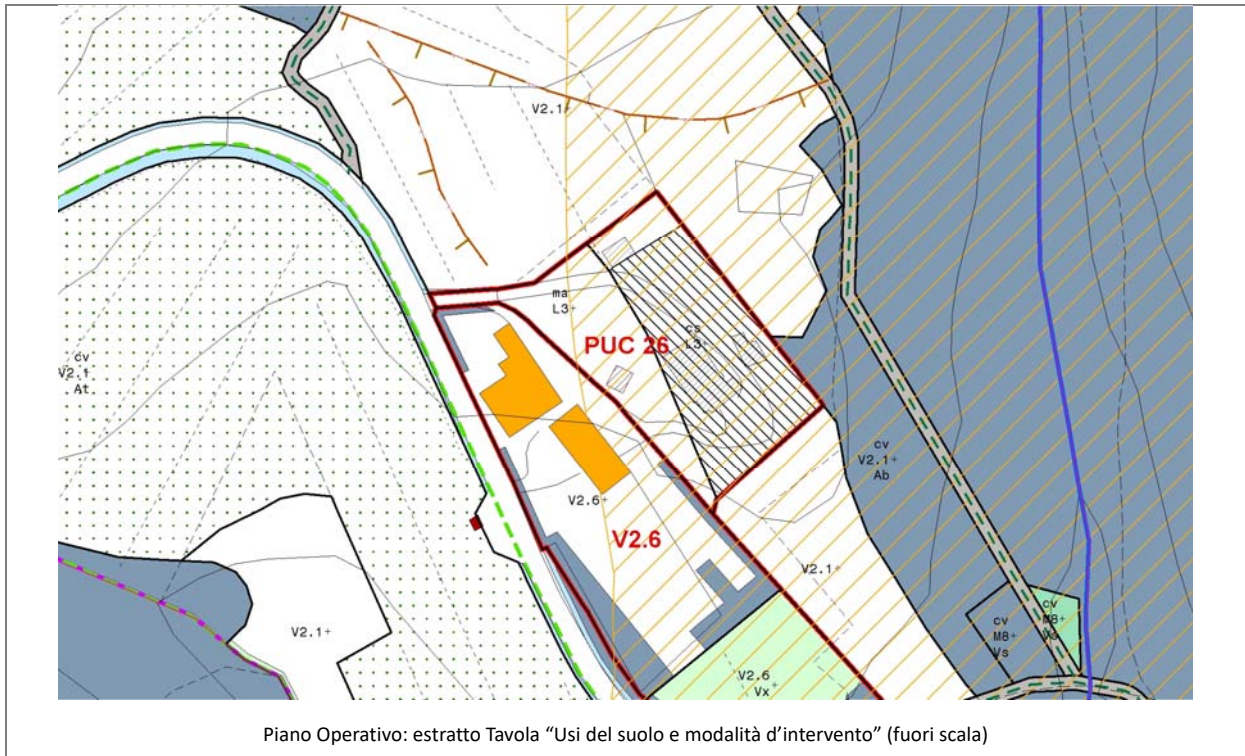 V2.1+
ma
L3+
cs
L3+
PUC 26
cv
V2.1
At
cv
V2.1+
Ab
V2.6+
V2.6
V2.1+
V2.1+
cv
M8+
Vs
cv
M8+
Vs
V2.6
Vx+
Piano Operativo: estratto Tavola “Usi del suolo e modalità d’intervento” (fuori scala)